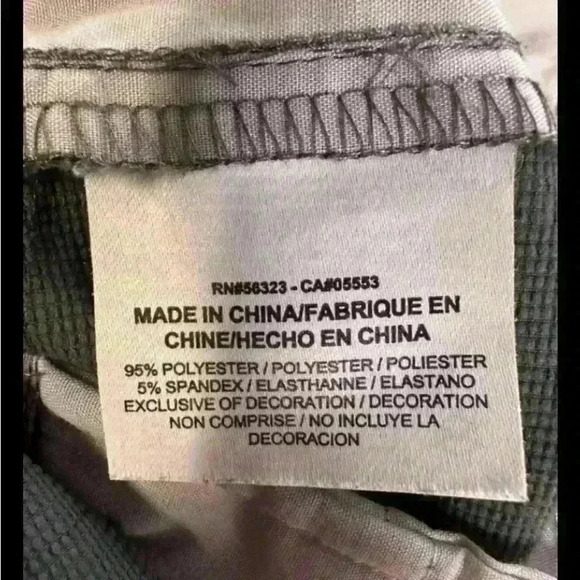 RN#56323 - CA#05553
MADE IN CHINA/FABRIQUE EN
CHINE/HECHO EN CHINA
95% POLYESTER / POLYESTER / POLIESTER
5% SPANDEX / ELASTHANNE / ELASTANO
EXCLUSIVE OF DECORATION / DECORATION
NON COMPRISE / NO INCLUYE LA
DECORACION